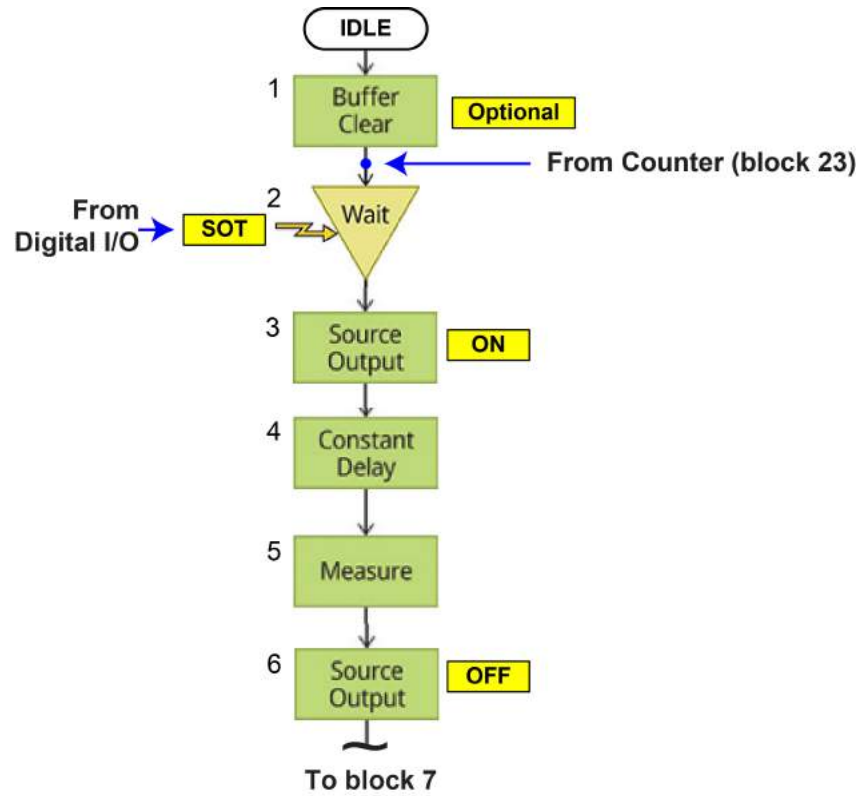 IDLE
1
Buffer
Clear
Optional
From Counter (block 23)
2
Wait
From
Digital I/O
SOT
3
Source
Output
ON
4
Constant
Delay
5
Measure
6
Source
Output
OFF
To block 7